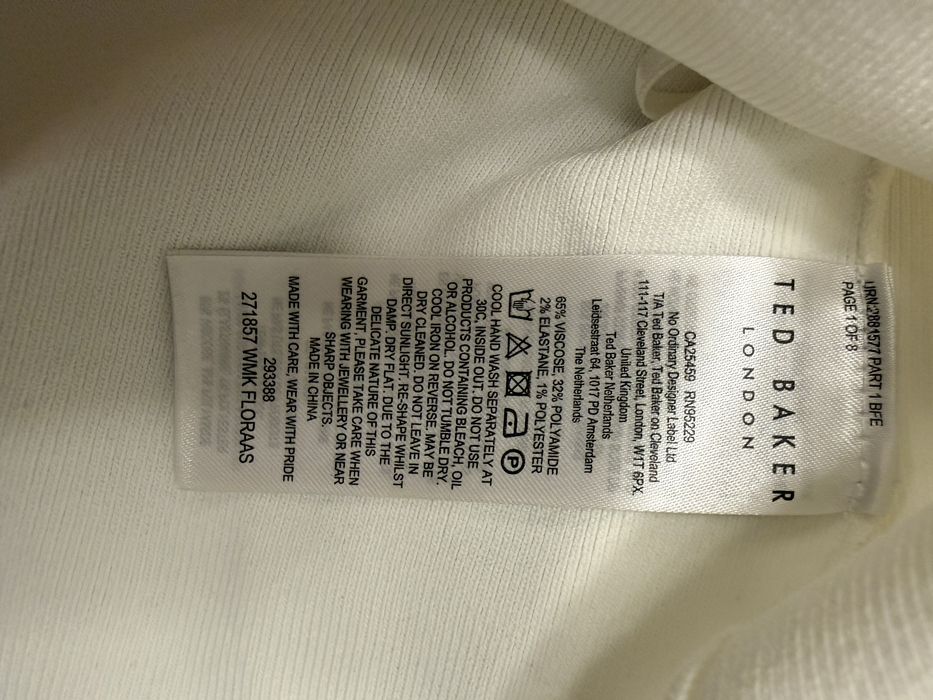 URN:2881577 PART 1 BFE
PAGE 1 OF 8
TED BAKER
LONDON
CA25459 RN95229
No Ordinary Designer Label Ltd
T/A Ted Baker, Ted Baker on Cleveland
111-117 Cleveland Street, London, W1T 6PX.
United Kingdom
Ted Baker Netherlands
Leidsestraat 64, 1017 PD Amsterdam
The Netherlands
65% VISCOSE, 32% POLYAMIDE
2% ELASTANE, 1% POLYESTER
COOL HAND WASH SEPARATELY AT
30C. INSIDE OUT. DO NOT USE
PRODUCTS CONTAINING BLEACH, OIL
OR ALCOHOL. DO NOT TUMBLE DRY.
COOL IRON ON REVERSE. MAY BE
DRY CLEANED. DO NOT LEAVE IN
DIRECT SUNLIGHT. RE-SHAPE WHILST
DAMP. DRY FLAT. DUE TO THE
DELICATE NATURE OF THIS
GARMENT, PLEASE TAKE CARE WHEN
WEARING WITH JEWELLERY OR NEAR
SHARP OBJECTS.
MADE IN CHINA
MADE WITH CARE, WEAR WITH PRIDE
293388
271857 WMK FLORAAS